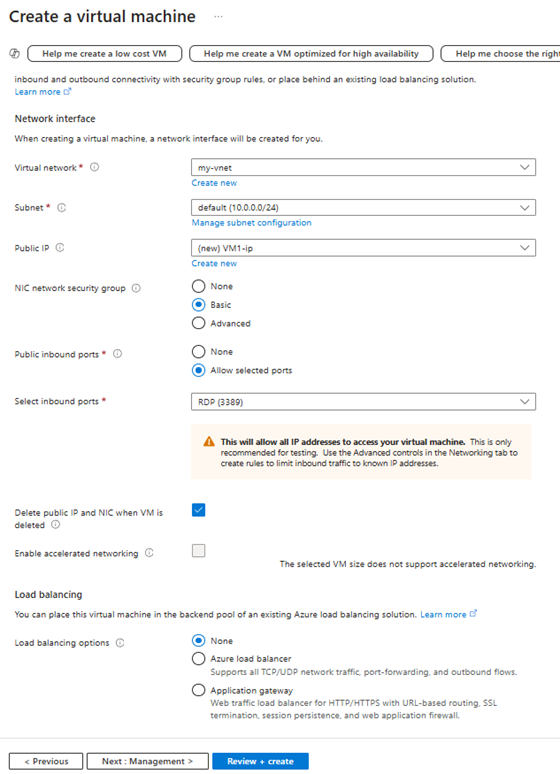 Create a virtual machine ...
Help me create a low cost VM
Help me create a VM optimized for high availability
Help me choose the right
inbound and outbound connectivity with security group rules, or place behind an existing load balancing solution.
Learn more
Network interface
When creating a virtual machine, a network interface will be created for you.
Virtual network *
my-vnet
Create new
Subnet *
default (10.0.0.0/24)
Manage subnet configuration
Public IP
(new) VM1-ip
Create new
NIC network security group
None
Basic
Advanced
Public inbound ports *
None
Allow selected ports
Select inbound ports *
RDP (3389)
This will allow all IP addresses to access your virtual machine. This is only
recommended for testing. Use the Advanced controls in the Networking tab to
create rules to limit inbound traffic to known IP addresses.
Delete public IP and NIC when VM is
deleted
Enable accelerated networking
The selected VM size does not support accelerated networking.
Load balancing
You can place this virtual machine in the backend pool of an existing Azure load balancing solution. Learn more
Load balancing options
None
Azure load balancer
Supports all TCP/UDP network traffic, port-forwarding, and outbound flows.
Application gateway
Web traffic load balancer for HTTP/HTTPS with URL-based routing, SSL
termination, session persistence, and web application firewall.
< Previous
Next : Management >
Review + create